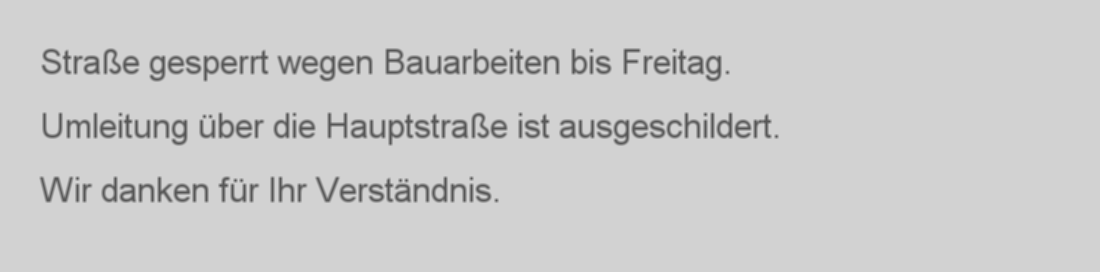 Straße gesperrt wegen Bauarbeiten bis Freitag.
Umleitung über die Hauptstraße ist ausgeschildert.
Wir danken für Ihr Verständnis.